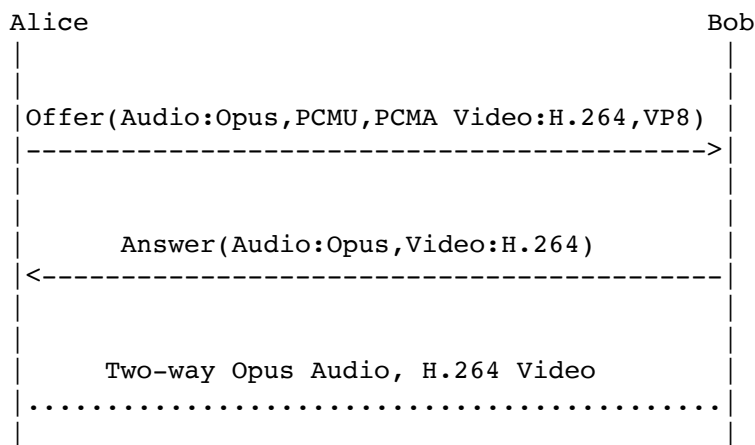 Alice Bob
Offer(Audio:Opus,PCMU,PCMA Video:H.264,VP8)
Answer(Audio:Opus,Video:H.264)
Two-way Opus Audio, H.264 Video